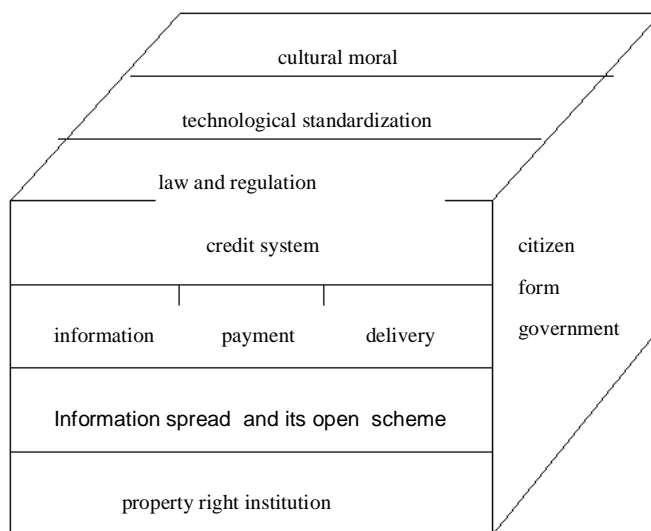 cultural moral
technological standardization
law and regulation
credit system
citizen
form
government
information payment delivery
Information spread and its open scheme
property right institution